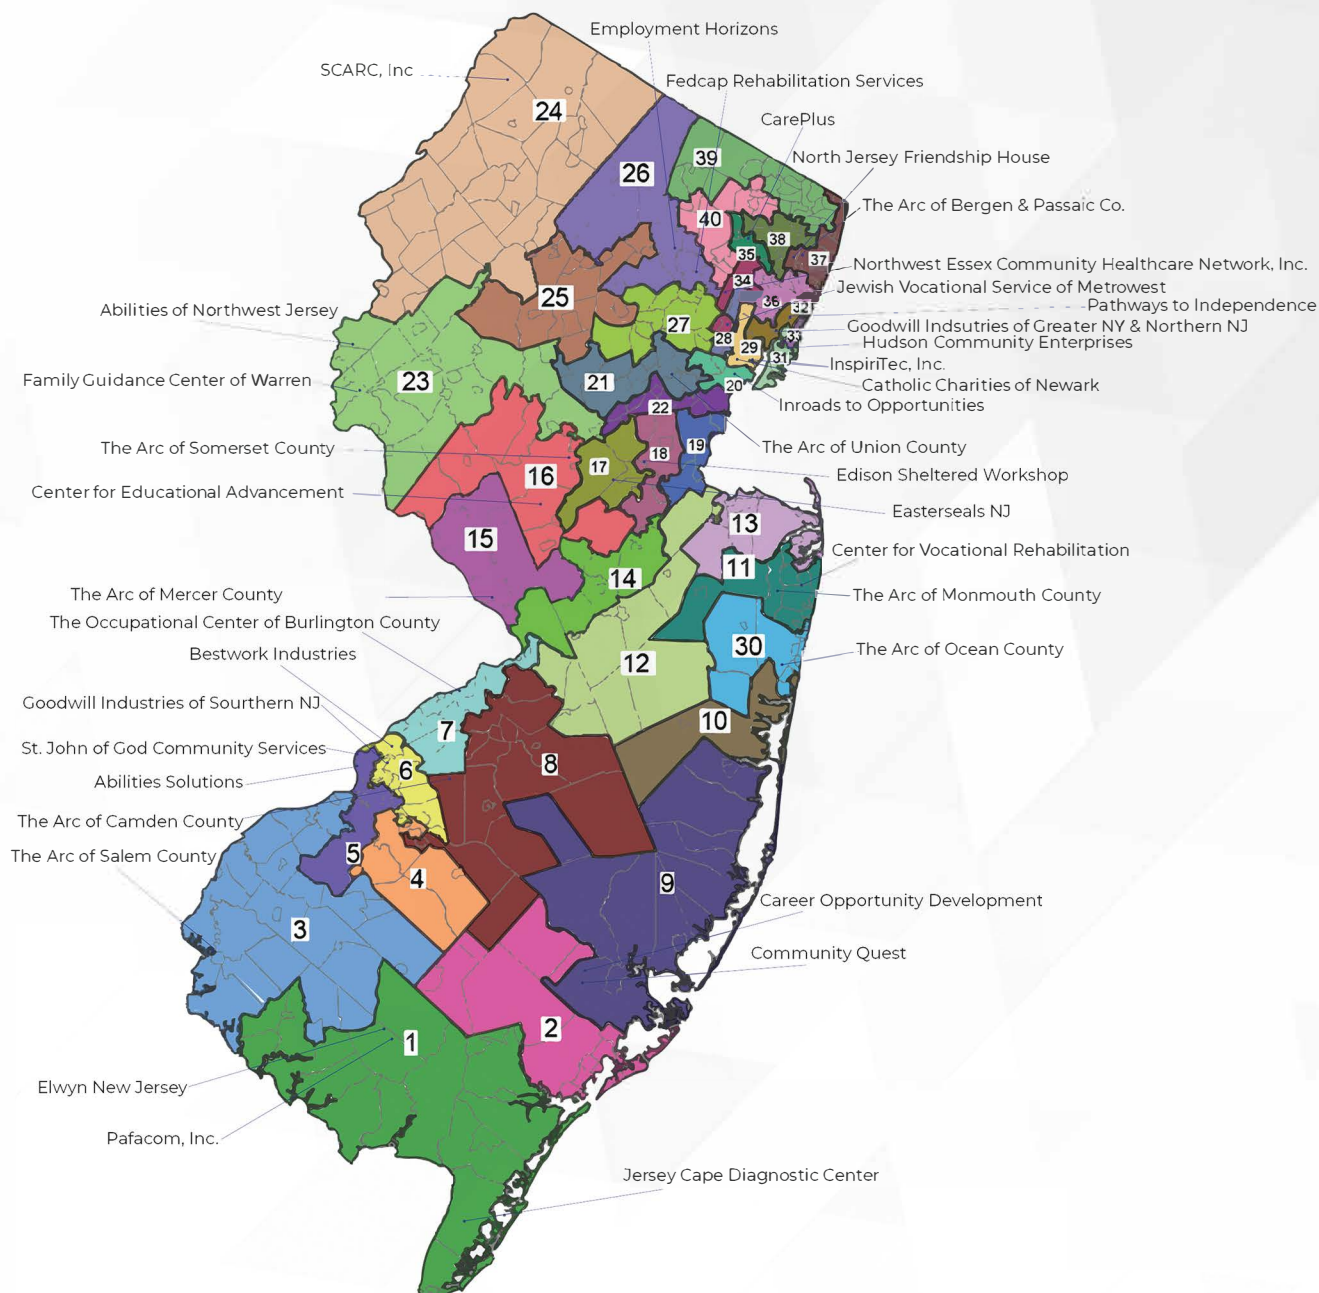 Employment Horizons
SCARC, Inc
Fedcap Rehabilitation Services
24
CarePlus
39
North Jersey Friendship House
26
The Arc of Bergen & Passaic Co.
40
38
35
37
Northwest Essex Community Healthcare Network, Inc.
34
Jewish Vocational Service of Metrowest
25
36
32
Pathways to Independence
Abilities of Northwest Jersey
27
Goodwill Indsutries of Greater NY & Northern NJ
28
33
Hudson Community Enterprises
29
31
InspiriTec, Inc.
Family Guidance Center of Warren
23
21
20
Catholic Charities of Newark
22
Inroads to Opportunities
The Arc of Somerset County
18
19
The Arc of Union County
17
16
Edison Sheltered Workshop
Center for Educational Advancement
Easterseals NJ
13
15
Center for Vocational Rehabilitation
11
14
The Arc of Mercer County
The Arc of Monmouth County
The Occupational Center of Burlington County
30
The Arc of Ocean County
Bestwork Industries
12
Goodwill Industries of Sourthern NJ
10
7
St. John of God Community Services
8
6
Abilities Solutions
The Arc of Camden County
The Arc of Salem County
5
4
9
Career Opportunity Development
3
Community Quest
2
1
Elwyn New Jersey
Pafacom, Inc.
Jersey Cape Diagnostic Center